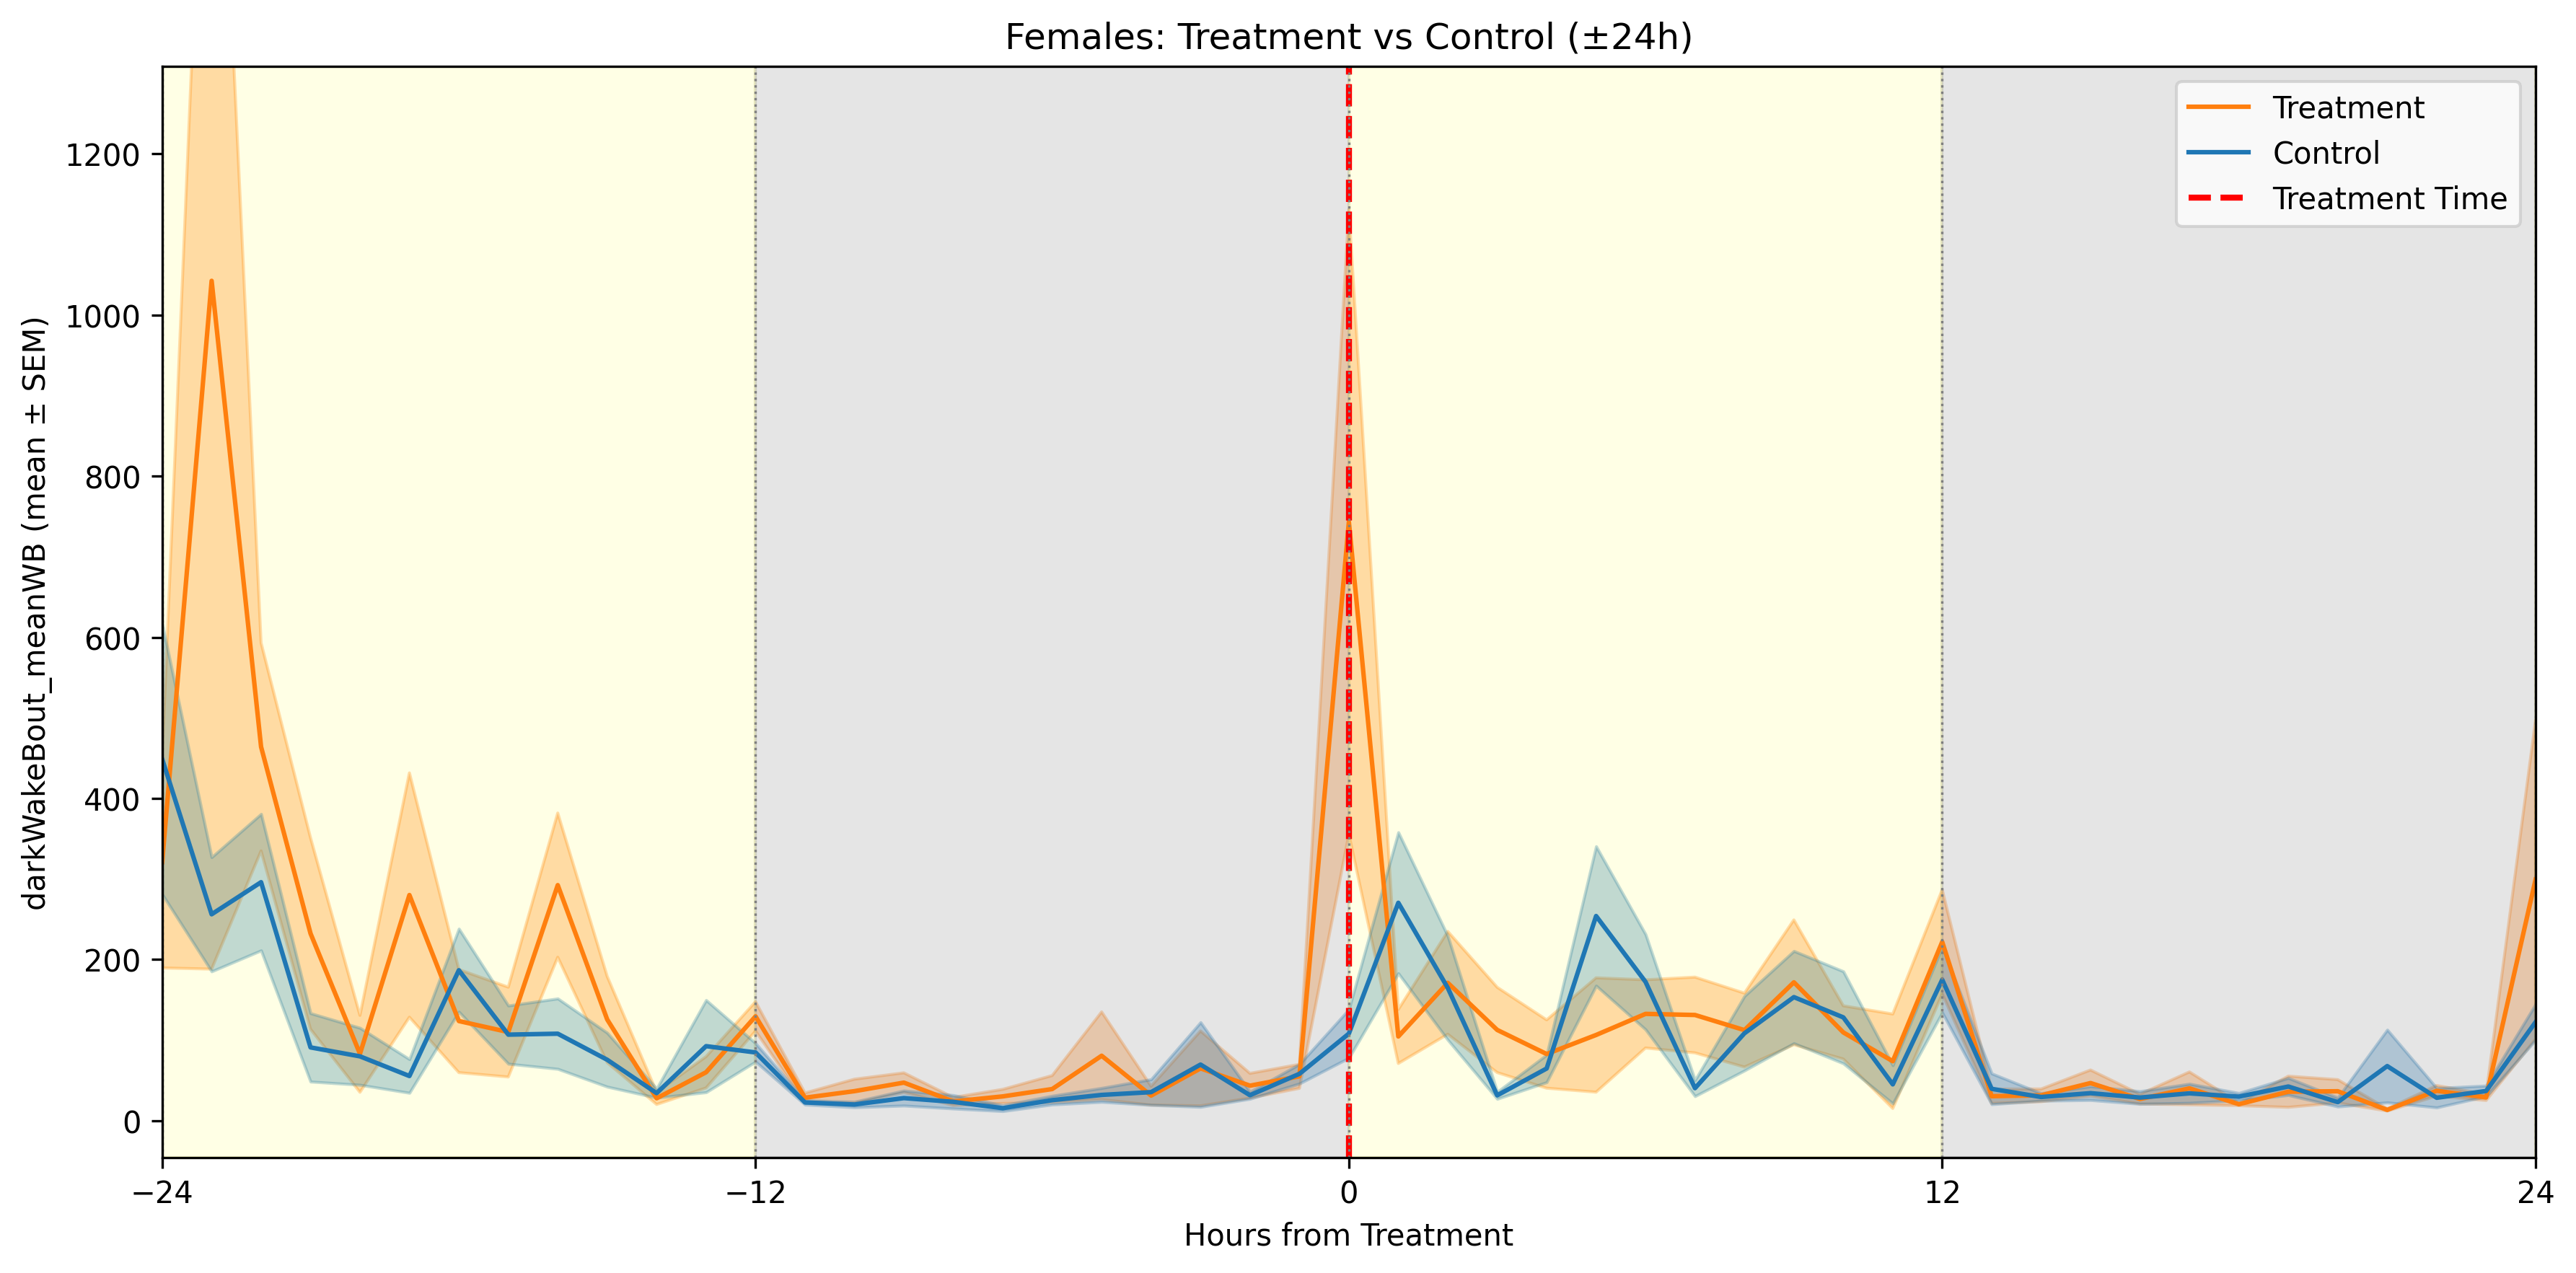 Females: Treatment vs Control (±24h)
darkWakeBout_meanWB (mean ± SEM)
1200
1000
800
600
400
200
0
Treatment
Control
Treatment Time
−24
−12
0
12
24
Hours from Treatment